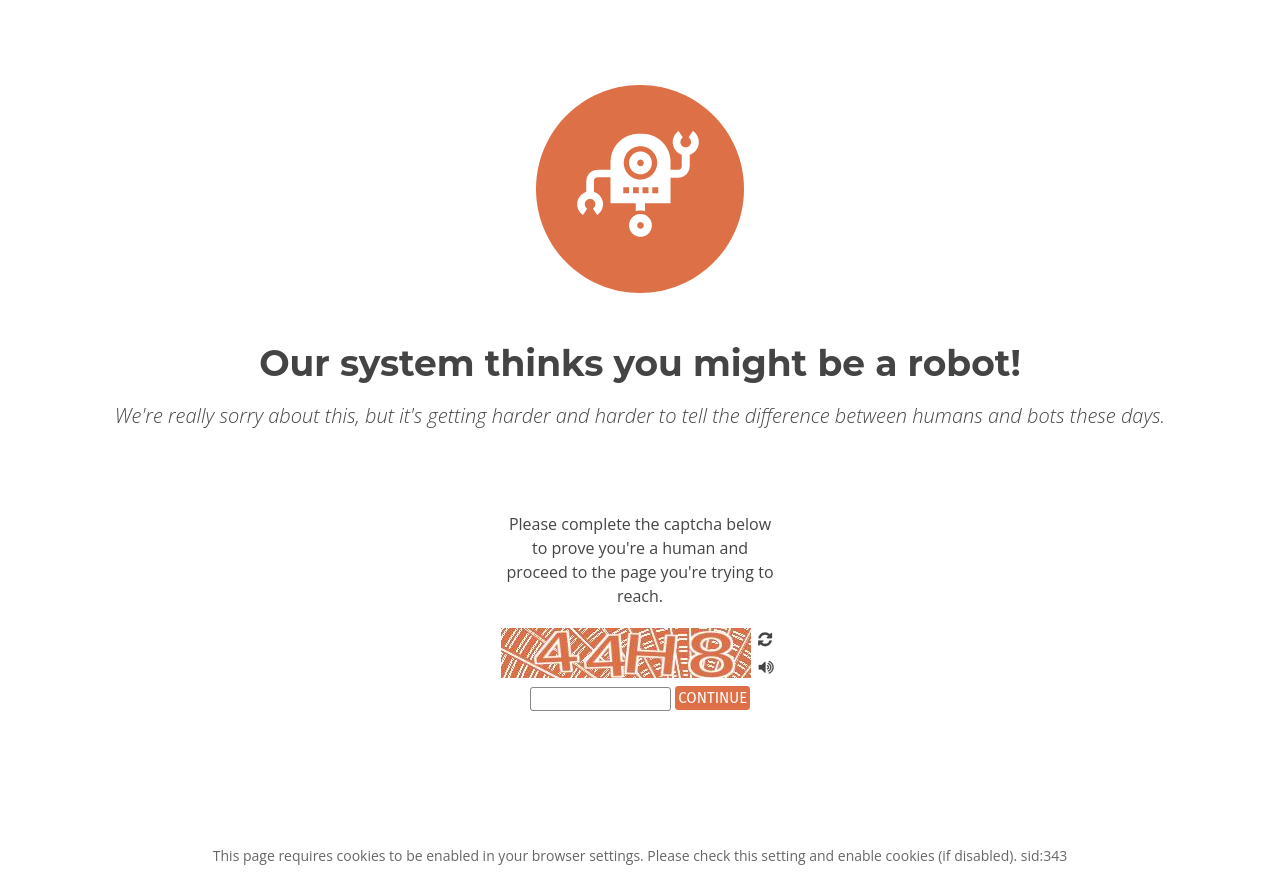 Our system thinks you might be a robot!
We're really sorry about this, but it's getting harder and harder to tell the difference between humans and bots these days.
Please complete the captcha below
to prove you're a human and
proceed to the page you're trying to
reach.
44H8
CONTINUE
This page requires cookies to be enabled in your browser settings. Please check this setting and enable cookies (if disabled). sid:343